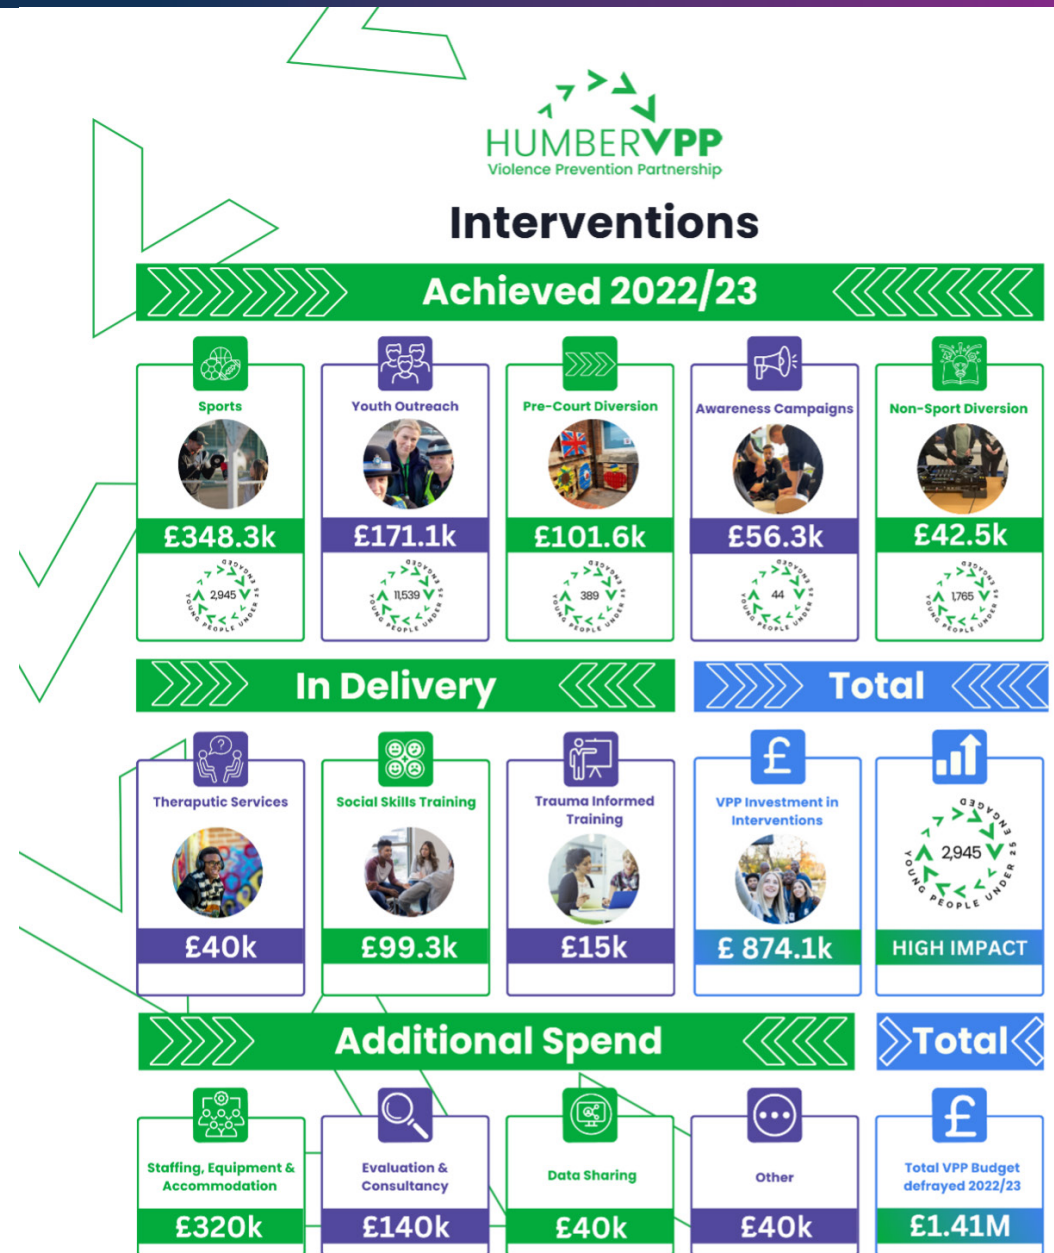 HUMBERVPP
Violence Prevention Partnership
Interventions
Achieved 2022/23
Sports
£348.3k
2,945
YOUNG PEOPLE UNDER 25 ENGAGED
Youth Outreach
£171.1k
11,539
YOUNG PEOPLE UNDER 25 ENGAGED
Pre-Court Diversion
£101.6k
389
YOUNG PEOPLE UNDER 25 ENGAGED
Awareness Campaigns
£56.3k
44
YOUNG PEOPLE UNDER 25 ENGAGED
Non-Sport Diversion
£42.5k
1,765
YOUNG PEOPLE UNDER 25 ENGAGED
In Delivery
Theraputic Services
£40k
Social Skills Training
£99.3k
Trauma Informed
Training
£15k
Total
VPP Investment in
Interventions
£ 874.1k
2,945
YOUNG PEOPLE UNDER 25 ENGAGED
HIGH IMPACT
Additional Spend
Staffing, Equipment &
Accommodation
£320k
Evaluation &
Consultancy
£140k
Data Sharing
£40k
Other
£40k
Total
Total VPP Budget
defrayed 2022/23
£1.41M